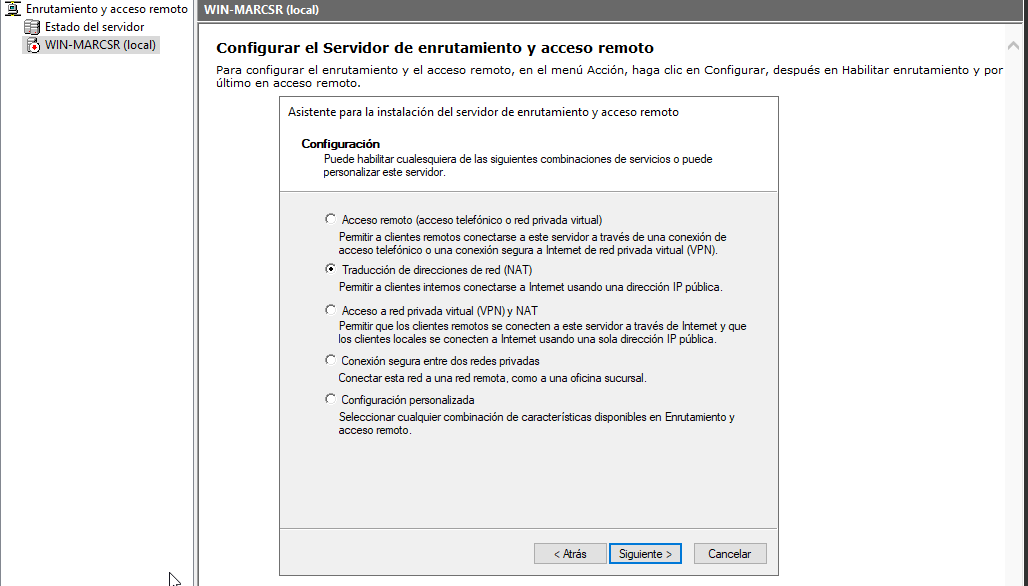 Enrutamiento y acceso remoto
Estado del servidor
WIN-MARCSR (local)
WIN-MARCSR (local)
Configurar el Servidor de enrutamiento y acceso remoto
Para configurar el enrutamiento y el acceso remoto, en el menú Acción, haga clic en Configurar, después en Habilitar enrutamiento y por
último en acceso remoto.
Asistente para la instalación del servidor de enrutamiento y acceso remoto
Configuración
Puede habilitar cualesquiera de las siguientes combinaciones de servicios o puede
personalizar este servidor.
Acceso remoto (acceso telefónico o red privada virtual)
Permitir a clientes remotos conectarse a este servidor a través de una conexión de
acceso telefónico o una conexión segura a Internet de red privada virtual (VPN).
Traducción de direcciones de red (NAT)
Permitir a clientes internos conectarse a Internet usando una dirección IP pública.
Acceso a red privada virtual (VPN) y NAT
Permitir que los clientes remotos se conecten a este servidor a través de Internet y que
los clientes locales se conecten a Internet usando una sola dirección IP pública.
Conexión segura entre dos redes privadas
Conectar esta red a una red remota, como a una oficina sucursal.
Configuración personalizada
Seleccionar cualquier combinación de características disponibles en Enrutamiento y
acceso remoto.
< Atrás
Siguiente >
Cancelar